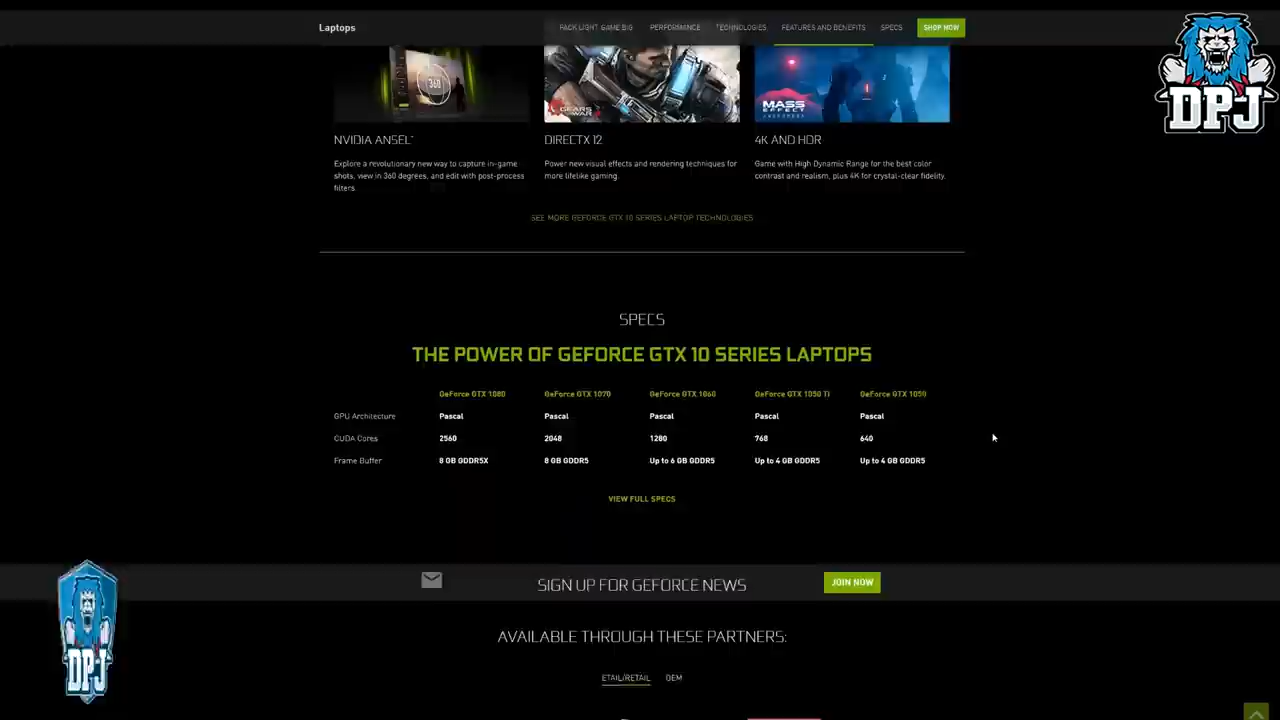 Laptops
PACK LIGHT. GAME BIG. PERFORMANCE TECHNOLOGIES FEATURES AND BENEFITS SPECS SHOP NOW
DPJ
360
GEARS OF WAR
MASS EFFECT
NVIDIA ANSEL™ DIRECTX 12 4K AND HDR
Explore a revolutionary new way to capture in-game
shots, view in 360 degrees, and edit with post-process
filters.
Power new visual effects and rendering techniques for
more lifelike gaming.
Game with High Dynamic Range for the best color
contrast and realism, plus 4K for crystal-clear fidelity.
SEE MORE GEFORCE GTX 10 SERIES LAPTOP TECHNOLOGIES
SPECS
THE POWER OF GEFORCE GTX 10 SERIES LAPTOPS
GeForce GTX 1080 GeForce GTX 1070 GeForce GTX 1060 GeForce GTX 1050 Ti GeForce GTX 1050
GPU Architecture Pascal Pascal Pascal Pascal Pascal
CUDA Cores 2560 2048 1280 768 640
Frame Buffer 8 GB GDDR5X 8 GB GDDR5 Up to 6 GB GDDR5 Up to 4 GB GDDR5 Up to 4 GB GDDR5
VIEW FULL SPECS
SIGN UP FOR GEFORCE NEWS JOIN NOW
AVAILABLE THROUGH THESE PARTNERS:
ETAIL/RETAIL OEM
DPJ